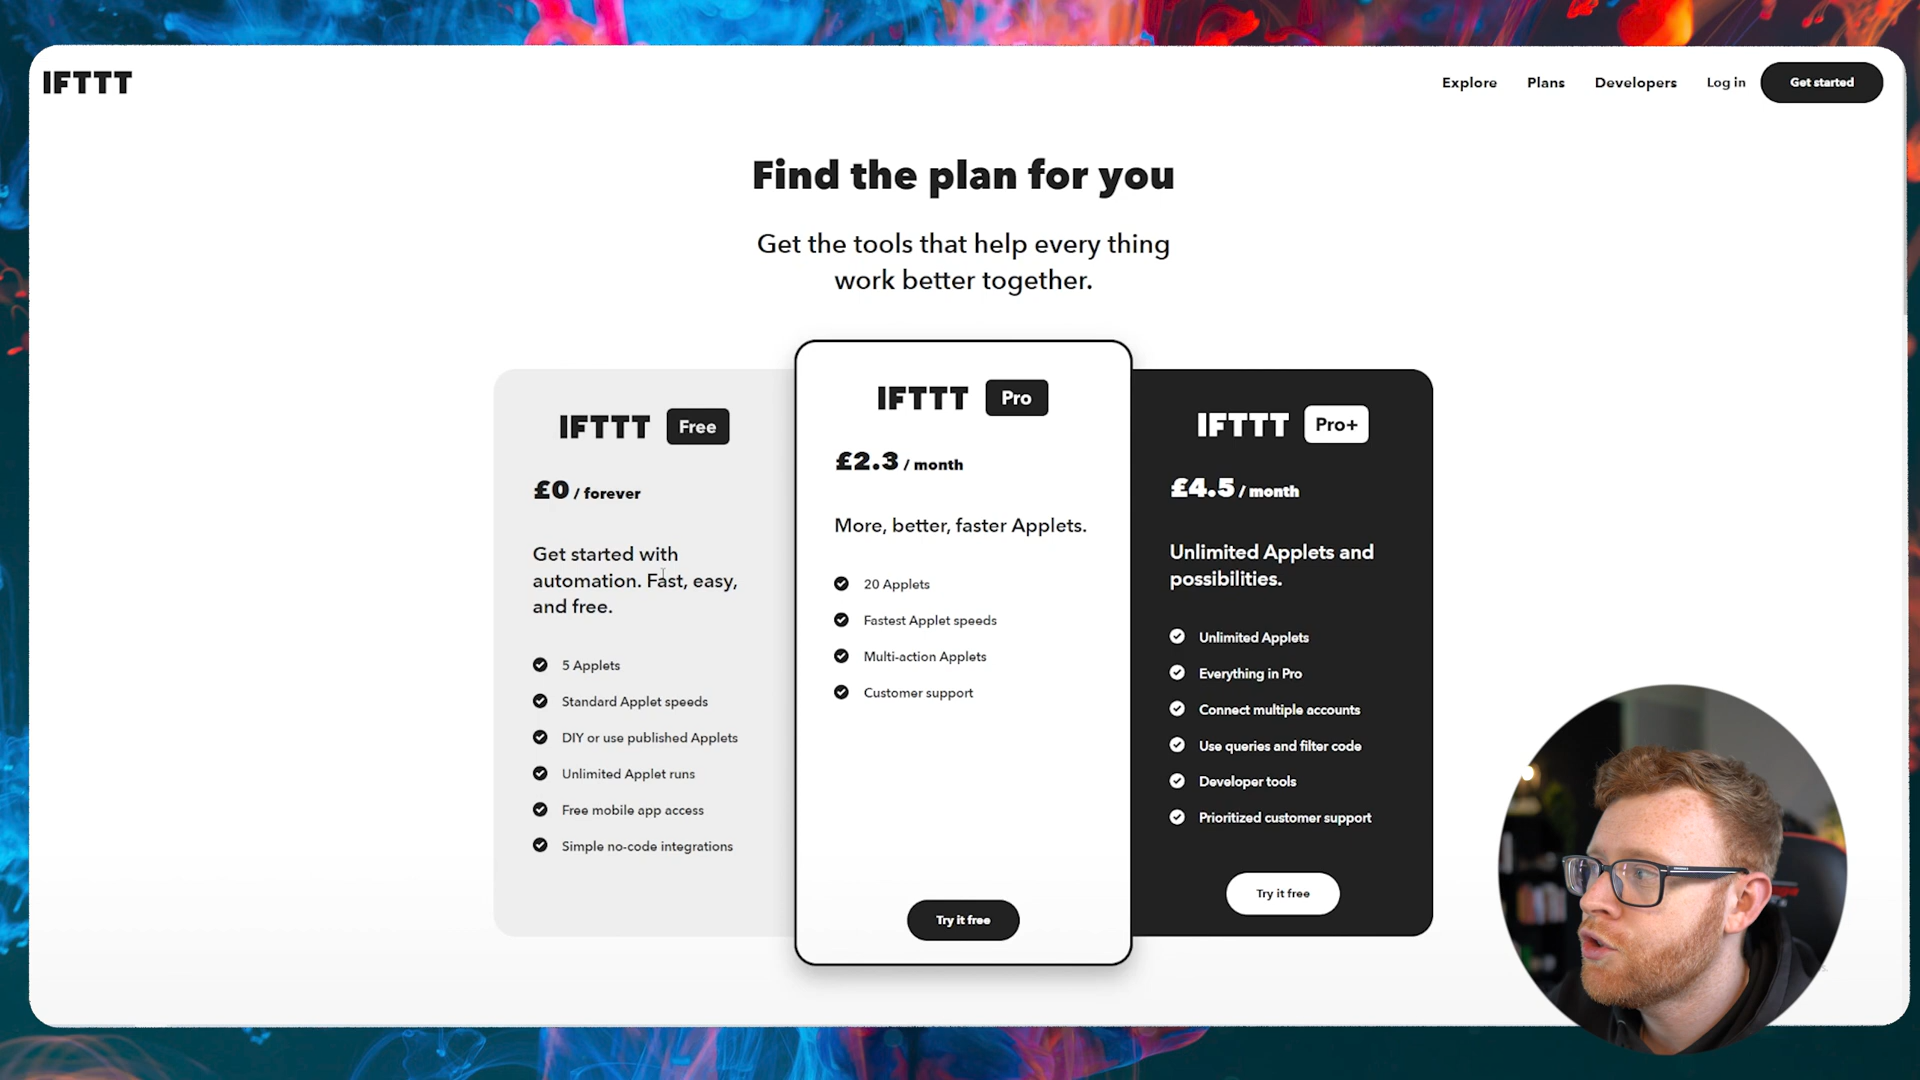 IFTTT
Explore
Plans
Developers
Log in
Get started
Find the plan for you
Get the tools that help every thing
work better together.
IFTTT Free
£0 / forever
Get started with
automation. Fast, easy,
and free.
5 Applets
Standard Applet speeds
DIY or use published Applets
Unlimited Applet runs
Free mobile app access
Simple no-code integrations
IFTTT Pro
£2.3 / month
More, better, faster Applets.
20 Applets
Fastest Applet speeds
Multi-action Applets
Customer support
Try it free
IFTTT Pro+
£4.5 / month
Unlimited Applets and
possibilities.
Unlimited Applets
Everything in Pro
Connect multiple accounts
Use queries and filter code
Developer tools
Prioritized customer support
Try it free